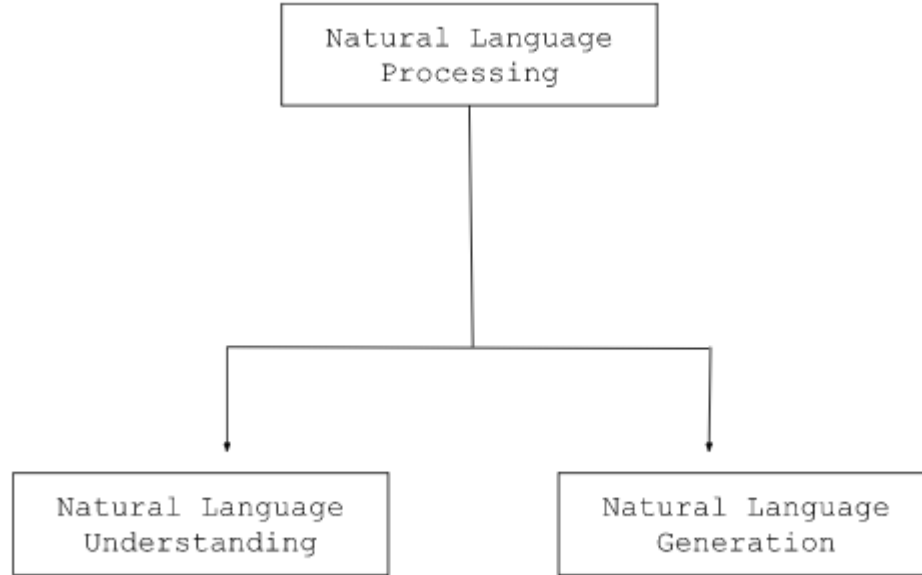 Natural Language
Processing
Natural Language
Understanding
Natural Language
Generation